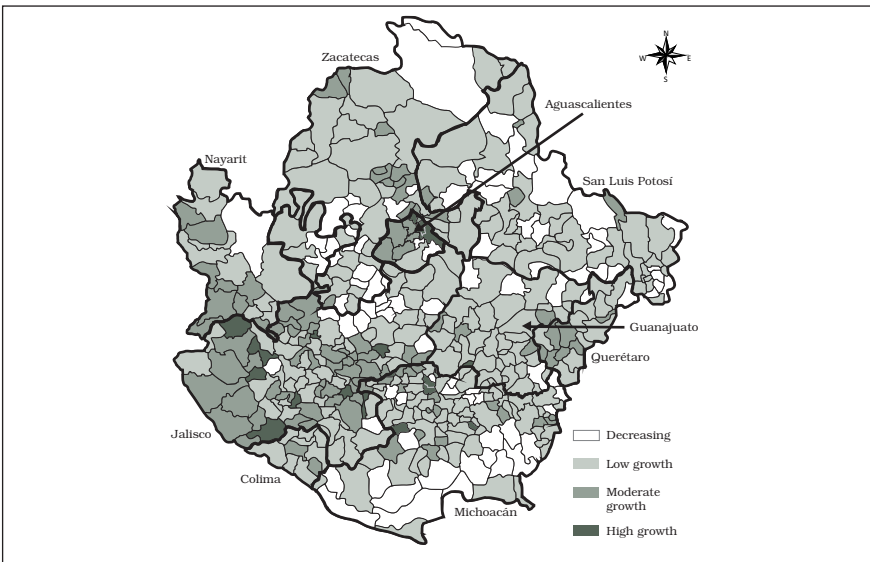 N
W E
S
Zacatecas
Aguascalientes
Nayarit
San Luis Potosí
Guanajuato
Querétaro
Jalisco
Colima
Michoacán
Decreasing
Low growth
Moderate
growth
High growth